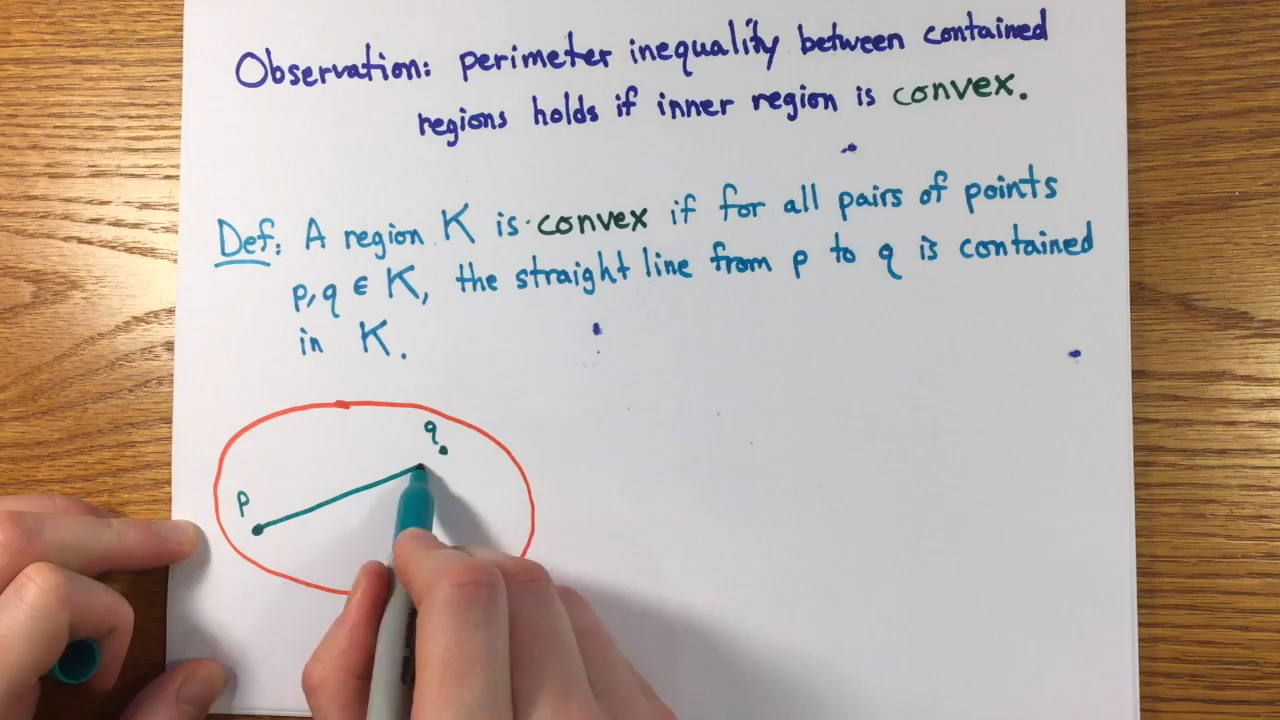 Observation: perimeter inequality between contained
regions holds if inner region is convex.
Def: A region K is convex if for all pairs of points
p,q ∈ K, the straight line from p to q is contained
in K.
q
p